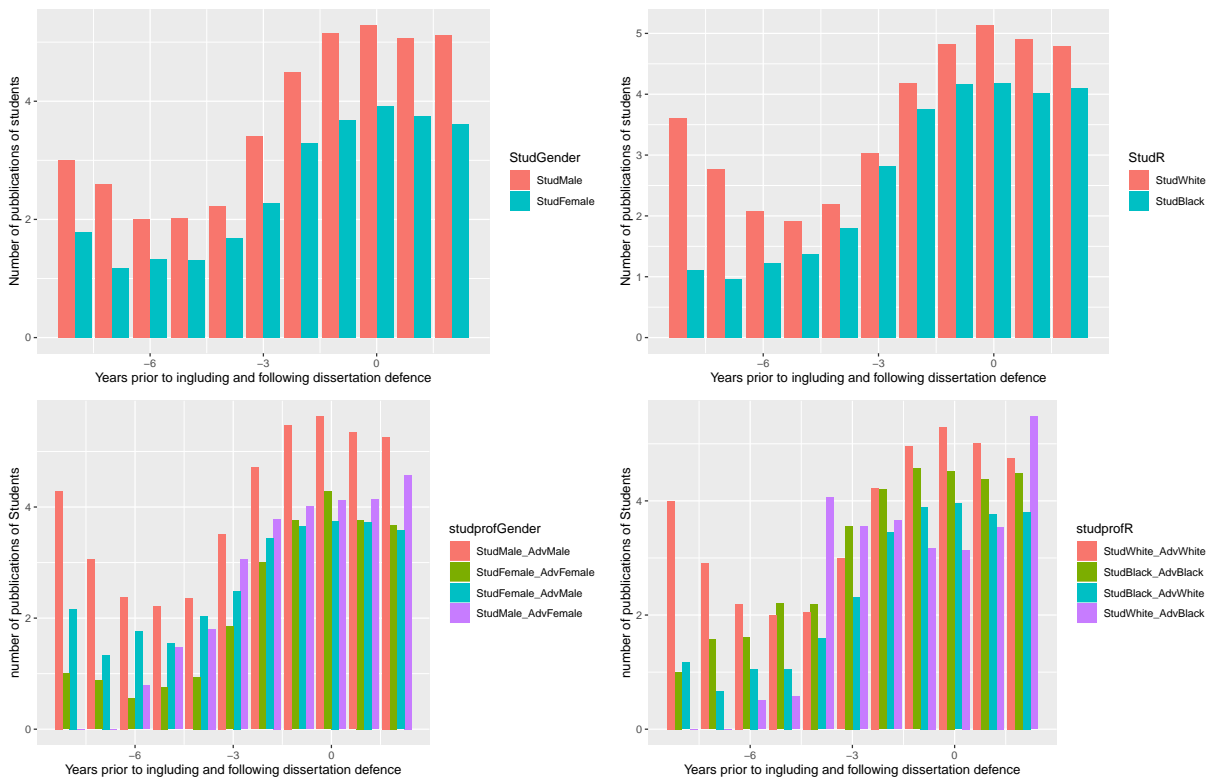 Number of pubblications of students
4
2
0
−6
−3
0
Years prior to ingluding and following dissertation defence
StudGender
StudMale
StudFemale
Number of pubblications of students
5
4
3
2
1
0
−6
−3
0
Years prior to ingluding and following dissertation defence
StudR
StudWhite
StudBlack
number of pubblications of Students
4
2
0
−6
−3
0
Years prior to including and following dissertation defence
studprofGender
StudMale_AdvMale
StudFemale_AdvFemale
StudFemale_AdvMale
StudMale_AdvFemale
number of pubblications of Students
4
2
0
−6
−3
0
Years prior to including and following dissertation defence
studprofR
StudWhite_AdvWhite
StudBlack_AdvBlack
StudBlack_AdvWhite
StudWhite_AdvBlack